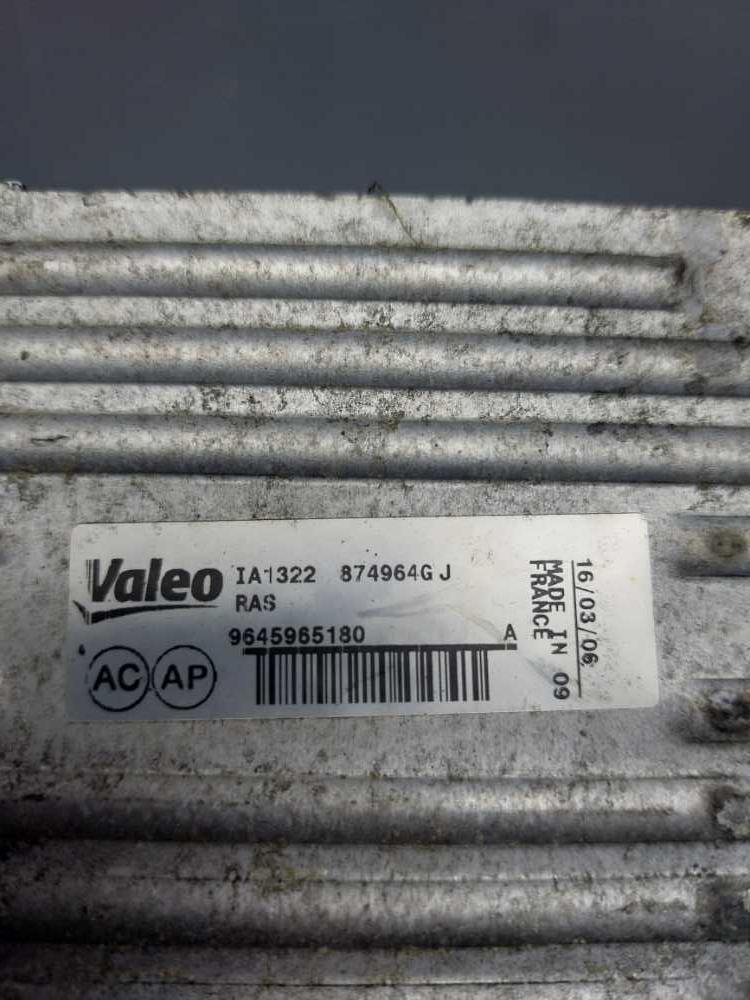 Valeo
IA1322 874964G J
RAS
9645965180 A
AC AP
16/03/06
MADE IN 09
FRANCE